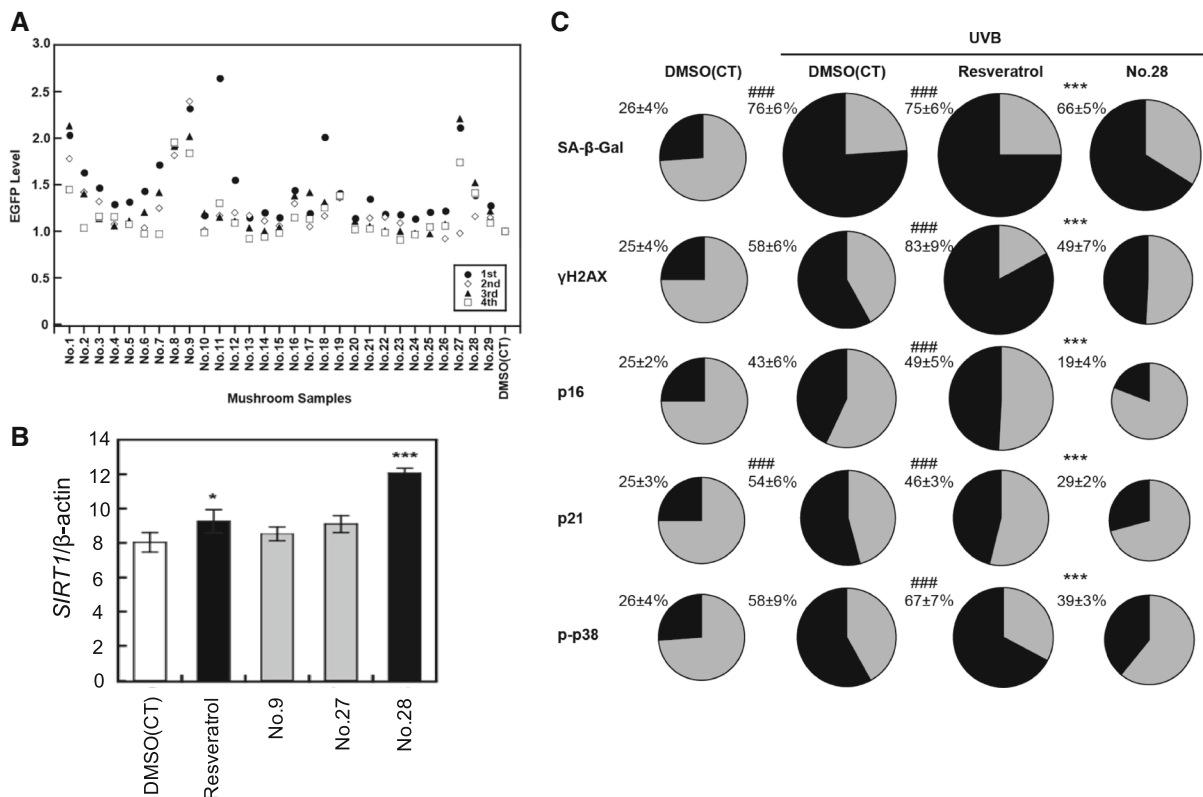 A
EGFP Level
3.0
2.5
2.0
1.5
1.0
0.5
0
1st
2nd
3rd
4th
No.1
No.2
No.3
No.4
No.5
No.6
No.7
No.8
No.9
No.10
No.11
No.12
No.13
No.14
No.15
No.16
No.17
No.18
No.19
No.20
No.21
No.22
No.23
No.24
No.25
No.26
No.27
No.28
No.29
DMSO(CT)
Mushroom Samples
B
SIRT1/β-actin
14
12
10
8
6
4
2
0
*
***
DMSO(CT)
Resveratrol
No.9
No.27
No.28
C
UVB
DMSO(CT) DMSO(CT) Resveratrol No.28
### ### ***
26±4% 76±6% 75±6% 66±5%
SA-β-Gal
### ***
25±4% 58±6% 83±9% 49±7%
γH2AX
### ***
25±2% 43±6% 49±5% 19±4%
p16
### ### ***
25±3% 54±6% 46±3% 29±2%
p21
### ***
26±4% 58±9% 67±7% 39±3%
p-p38